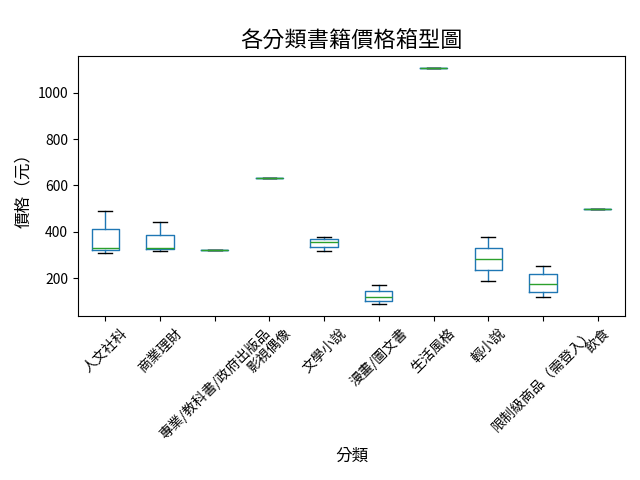 各分類書籍價格箱型圖
價格（元）
1000
800
600
400
200
人文社科
商業理財
專業/教科書/政府出版品
影視偶像
文學小說
漫畫/圖文書
生活風格
輕小說
限制級商品（需登入）
飲食
分類